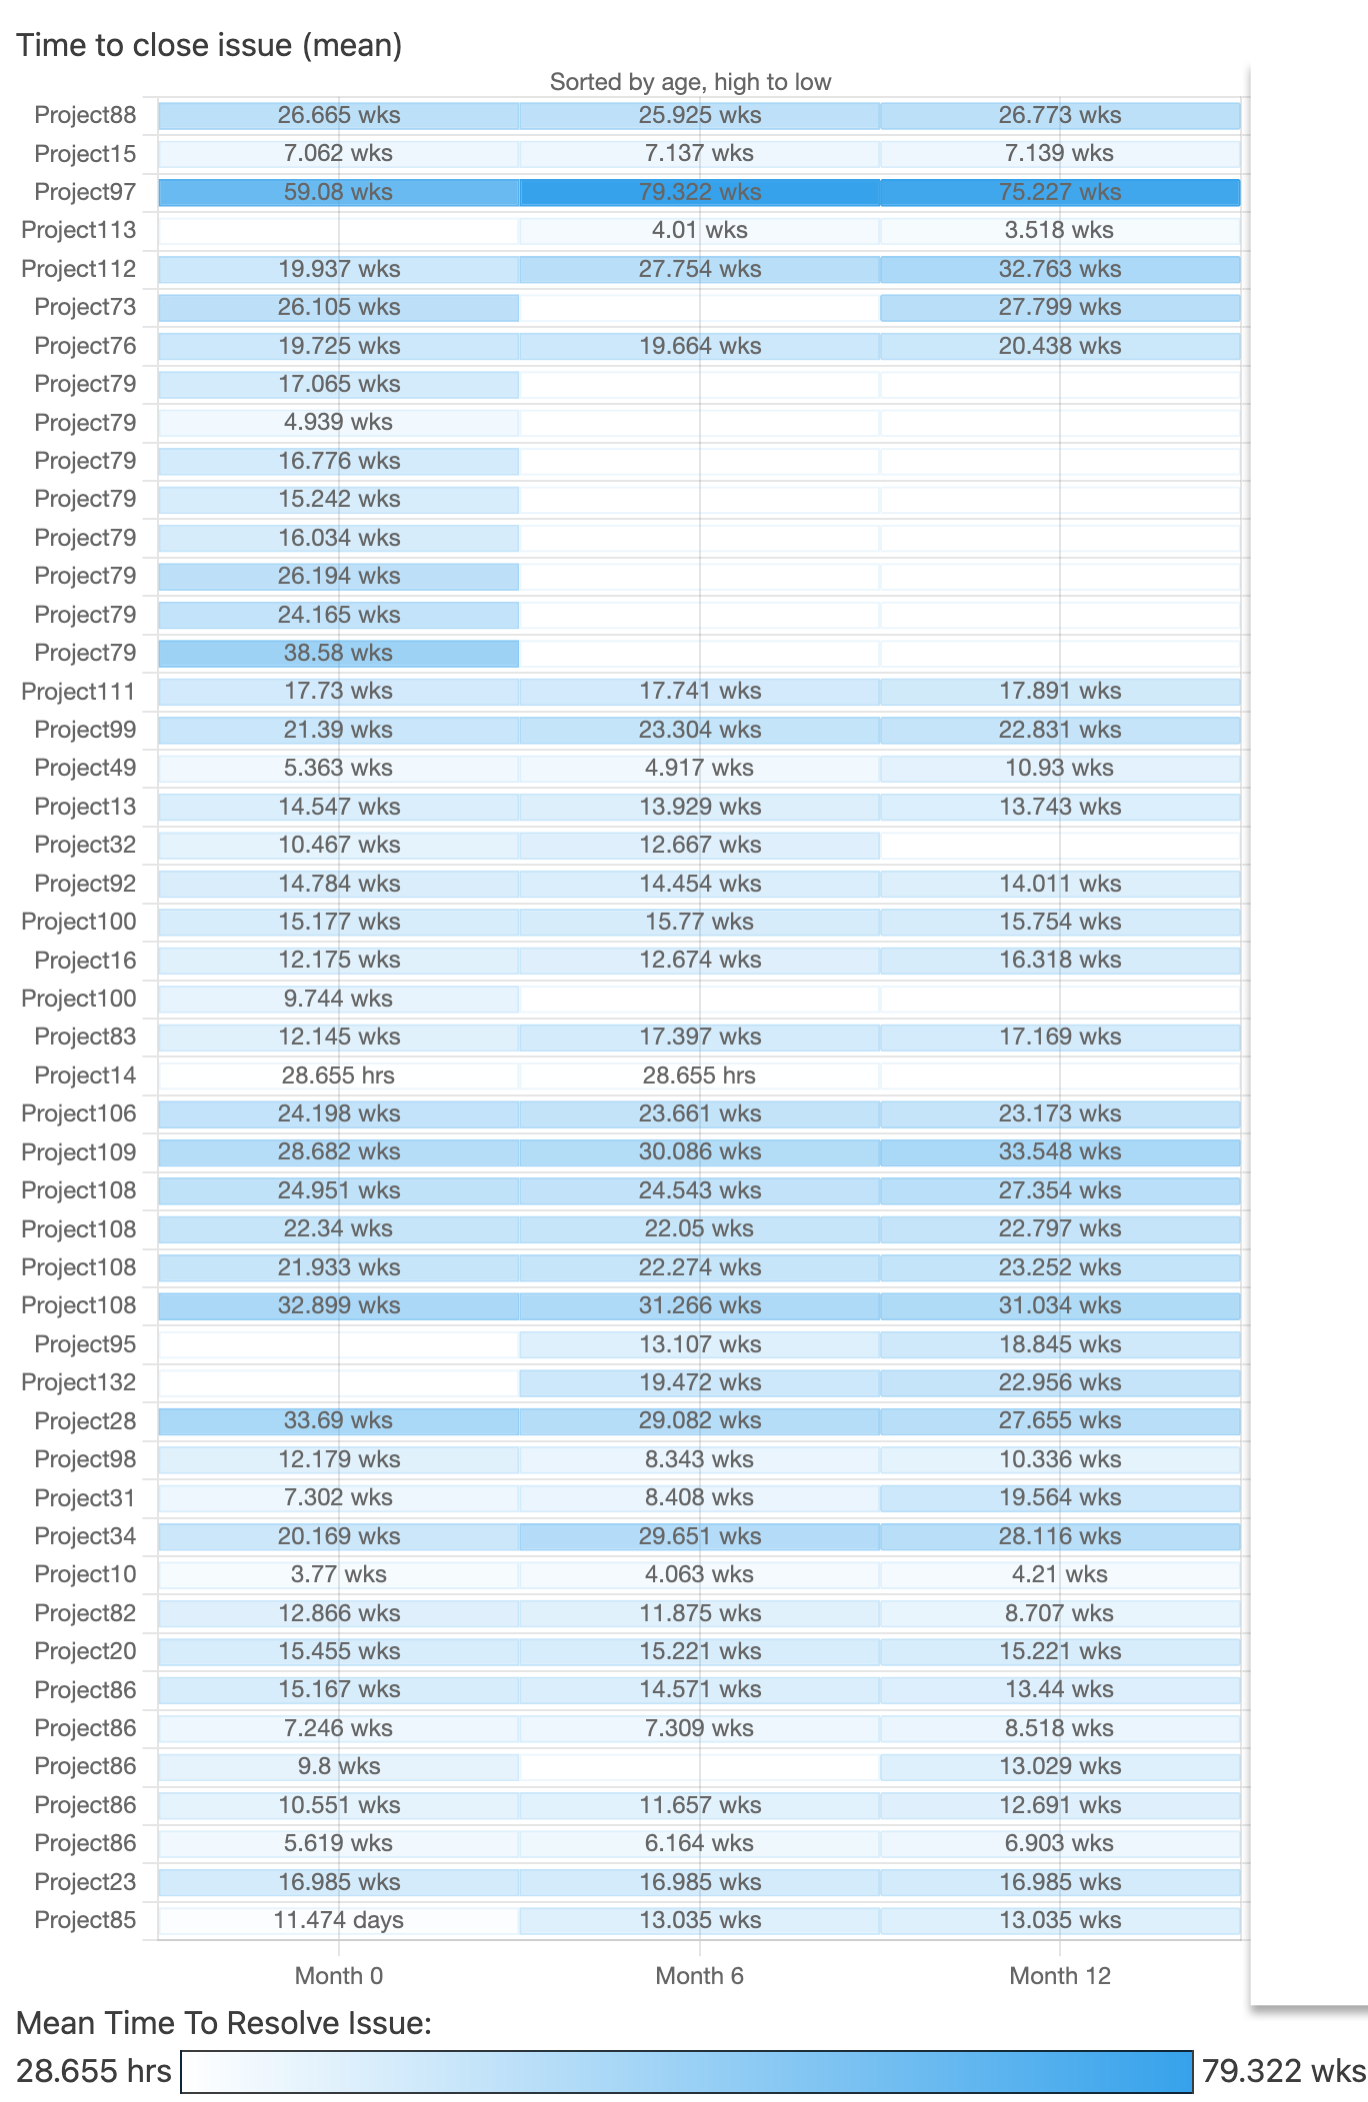 Time to close issue (mean)
Sorted by age, high to low
Project88 26.665 wks 25.925 wks 26.773 wks
Project15 7.062 wks 7.137 wks 7.139 wks
Project97 59.08 wks 79.322 wks 75.227 wks
Project113 4.01 wks 3.518 wks
Project112 19.937 wks 27.754 wks 32.763 wks
Project73 26.105 wks 27.799 wks
Project76 19.725 wks 19.664 wks 20.438 wks
Project79 17.065 wks
Project79 4.939 wks
Project79 16.776 wks
Project79 15.242 wks
Project79 16.034 wks
Project79 26.194 wks
Project79 24.165 wks
Project79 38.58 wks
Project111 17.73 wks 17.741 wks 17.891 wks
Project99 21.39 wks 23.304 wks 22.831 wks
Project49 5.363 wks 4.917 wks 10.93 wks
Project13 14.547 wks 13.929 wks 13.743 wks
Project32 10.467 wks 12.667 wks
Project92 14.784 wks 14.454 wks 14.011 wks
Project100 15.177 wks 15.77 wks 15.754 wks
Project16 12.175 wks 12.674 wks 16.318 wks
Project100 9.744 wks
Project83 12.145 wks 17.397 wks 17.169 wks
Project14 28.655 hrs 28.655 hrs
Project106 24.198 wks 23.661 wks 23.173 wks
Project109 28.682 wks 30.086 wks 33.548 wks
Project108 24.951 wks 24.543 wks 27.354 wks
Project108 22.34 wks 22.05 wks 22.797 wks
Project108 21.933 wks 22.274 wks 23.252 wks
Project108 32.899 wks 31.266 wks 31.034 wks
Project95 13.107 wks 18.845 wks
Project132 19.472 wks 22.956 wks
Project28 33.69 wks 29.082 wks 27.655 wks
Project98 12.179 wks 8.343 wks 10.336 wks
Project31 7.302 wks 8.408 wks 19.564 wks
Project34 20.169 wks 29.651 wks 28.116 wks
Project10 3.77 wks 4.063 wks 4.21 wks
Project82 12.866 wks 11.875 wks 8.707 wks
Project20 15.455 wks 15.221 wks 15.221 wks
Project86 15.167 wks 14.571 wks 13.44 wks
Project86 7.246 wks 7.309 wks 8.518 wks
Project86 9.8 wks 13.029 wks
Project86 10.551 wks 11.657 wks 12.691 wks
Project86 5.619 wks 6.164 wks 6.903 wks
Project23 16.985 wks 16.985 wks 16.985 wks
Project85 11.474 days 13.035 wks 13.035 wks
Month 0 Month 6 Month 12
Mean Time To Resolve Issue:
28.655 hrs 79.322 wks